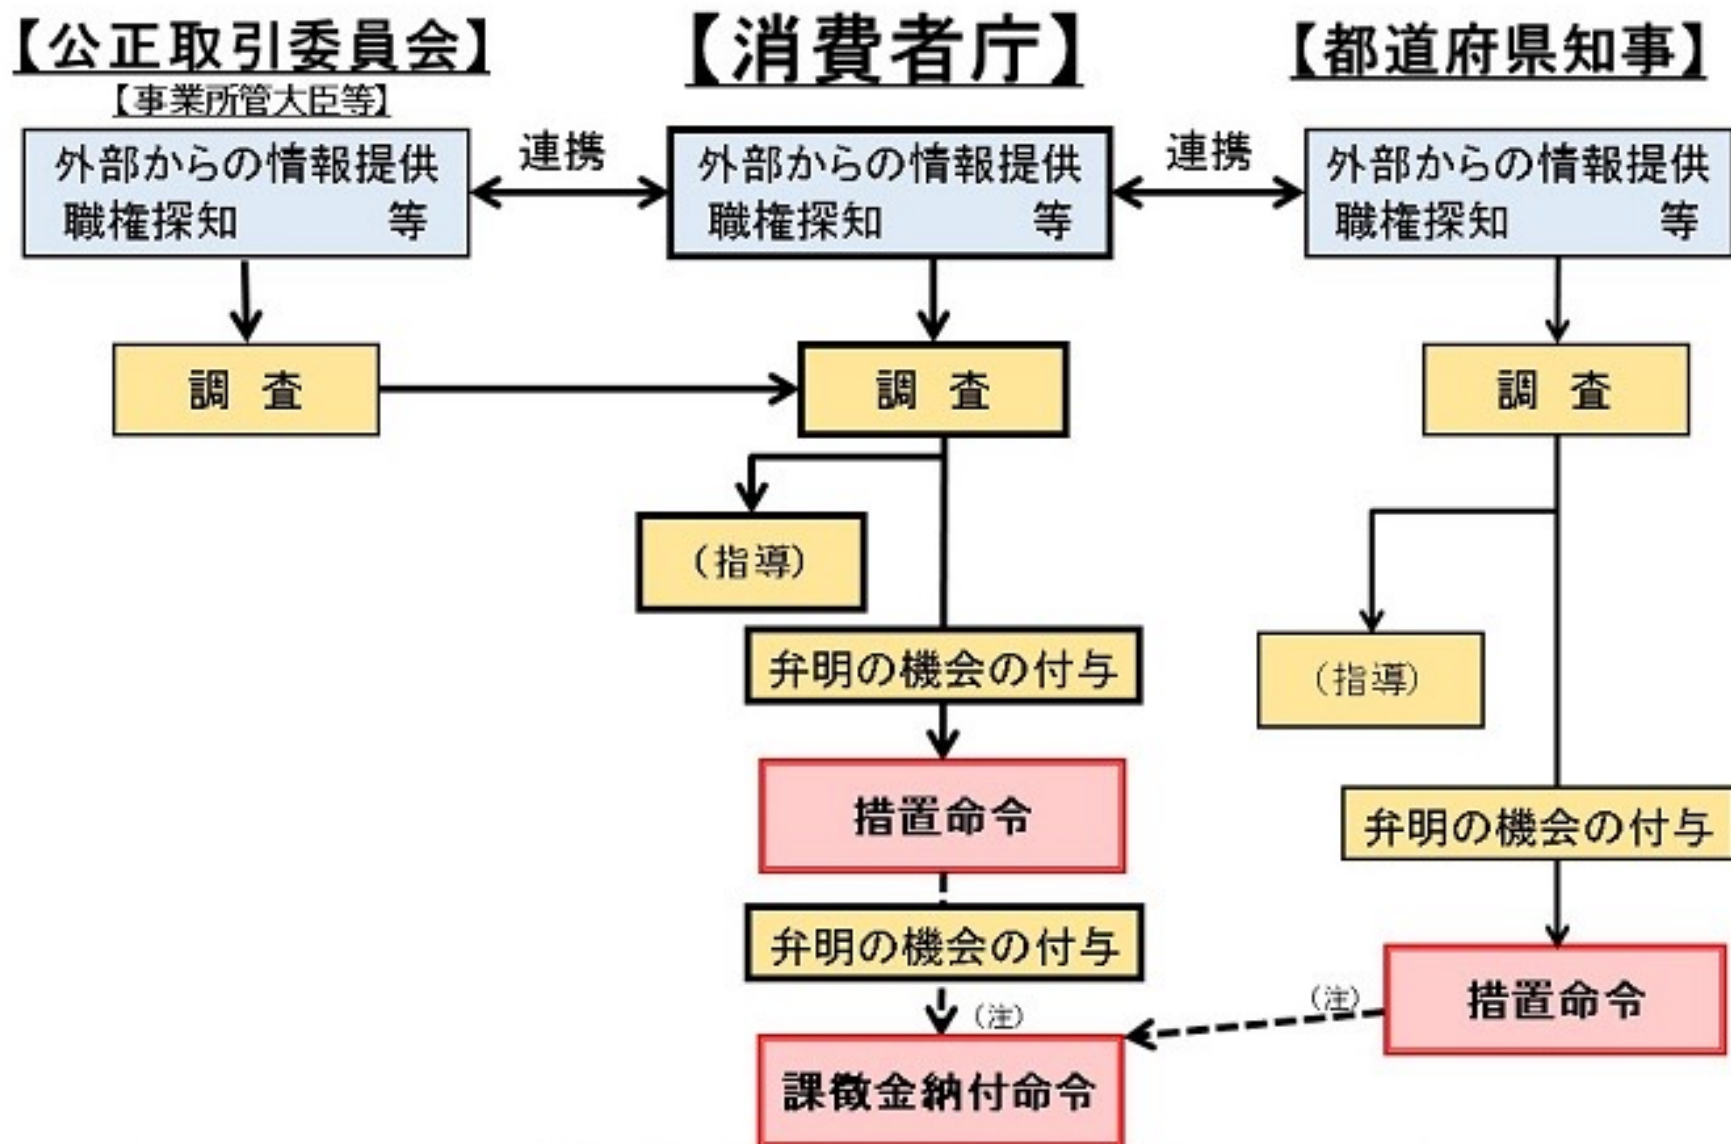 【公正取引委員会】
【事業所管大臣等】
【消費者庁】
【都道府県知事】
外部からの情報提供
職権探知 等
連携
外部からの情報提供
職権探知 等
連携
外部からの情報提供
職権探知 等
調 査
調 査
調 査
（指導）
（指導）
弁明の機会の付与
措置命令
弁明の機会の付与
弁明の機会の付与
措置命令
（注）
（注）
課徴金納付命令